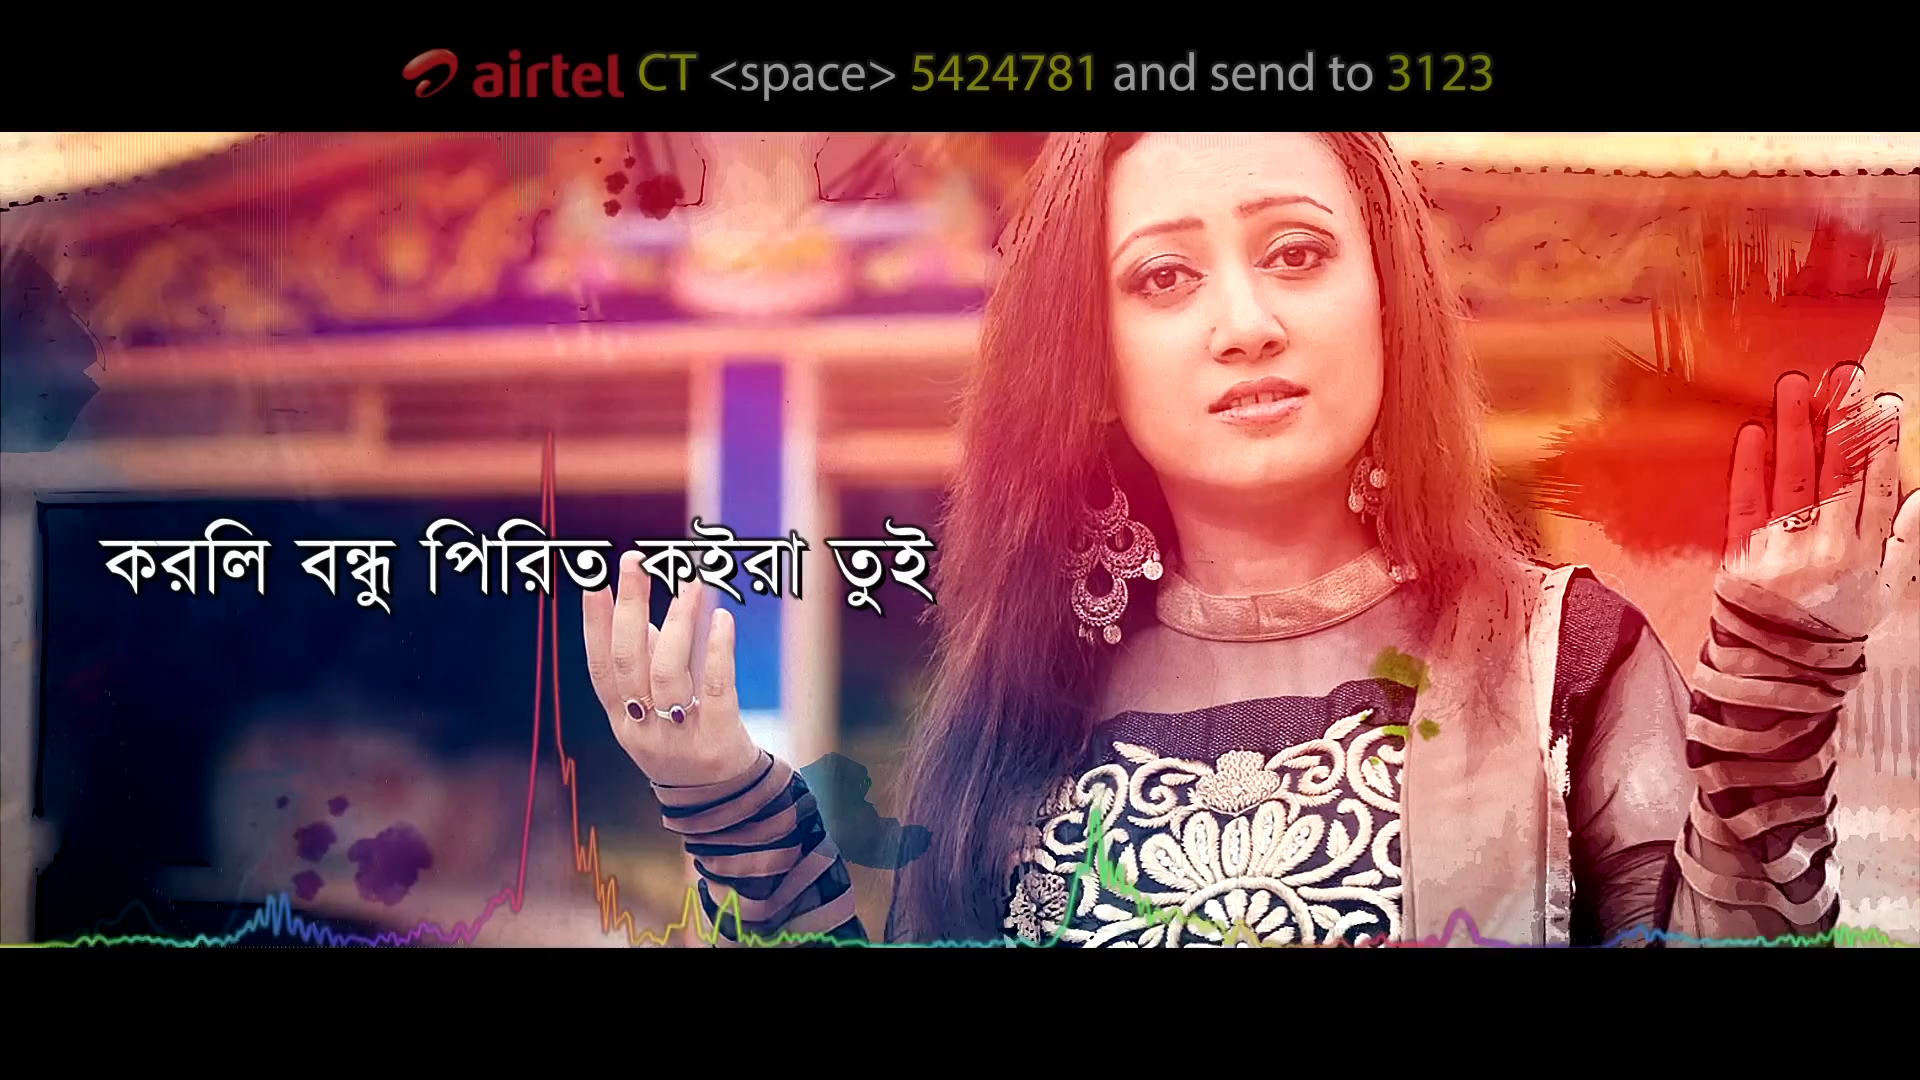 airtel CT <space> 5424781 and send to 3123
করলি বন্ধু পিরিত কইরা তুই